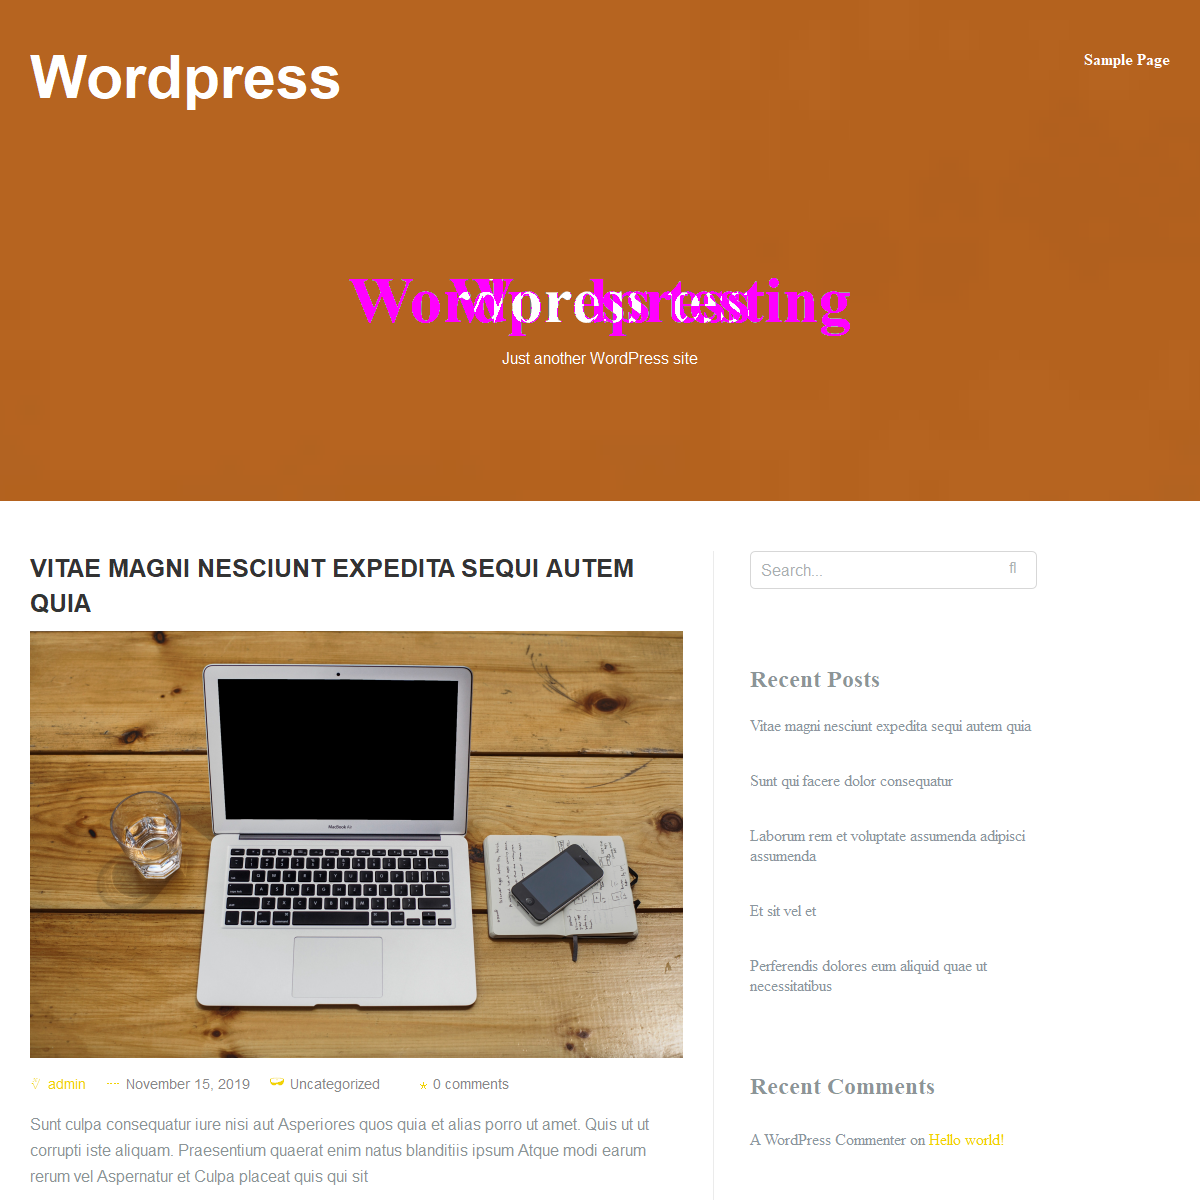 Wordpress
Sample Page
Just another WordPress site
VITAE MAGNI NESCIUNT EXPEDITA SEQUI AUTEM
QUIA
Search...
MacBook Air
admin
November 15, 2019
Uncategorized
0 comments
Sunt culpa consequatur iure nisi aut Asperiores quos quia et alias porro ut amet. Quis ut ut
corrupti iste aliquam. Praesentium quaerat enim natus blanditiis ipsum Atque modi earum
rerum vel Aspernatur et Culpa placeat quis qui sit
Recent Posts
Vitae magni nesciunt expedita sequi autem quia
Sunt qui facere dolor consequatur
Laborum rem et voluptate assumenda adipisci
assumenda
Et sit vel et
Perferendis dolores eum aliquid quae ut
necessitatibus
Recent Comments
A WordPress Commenter on Hello world!